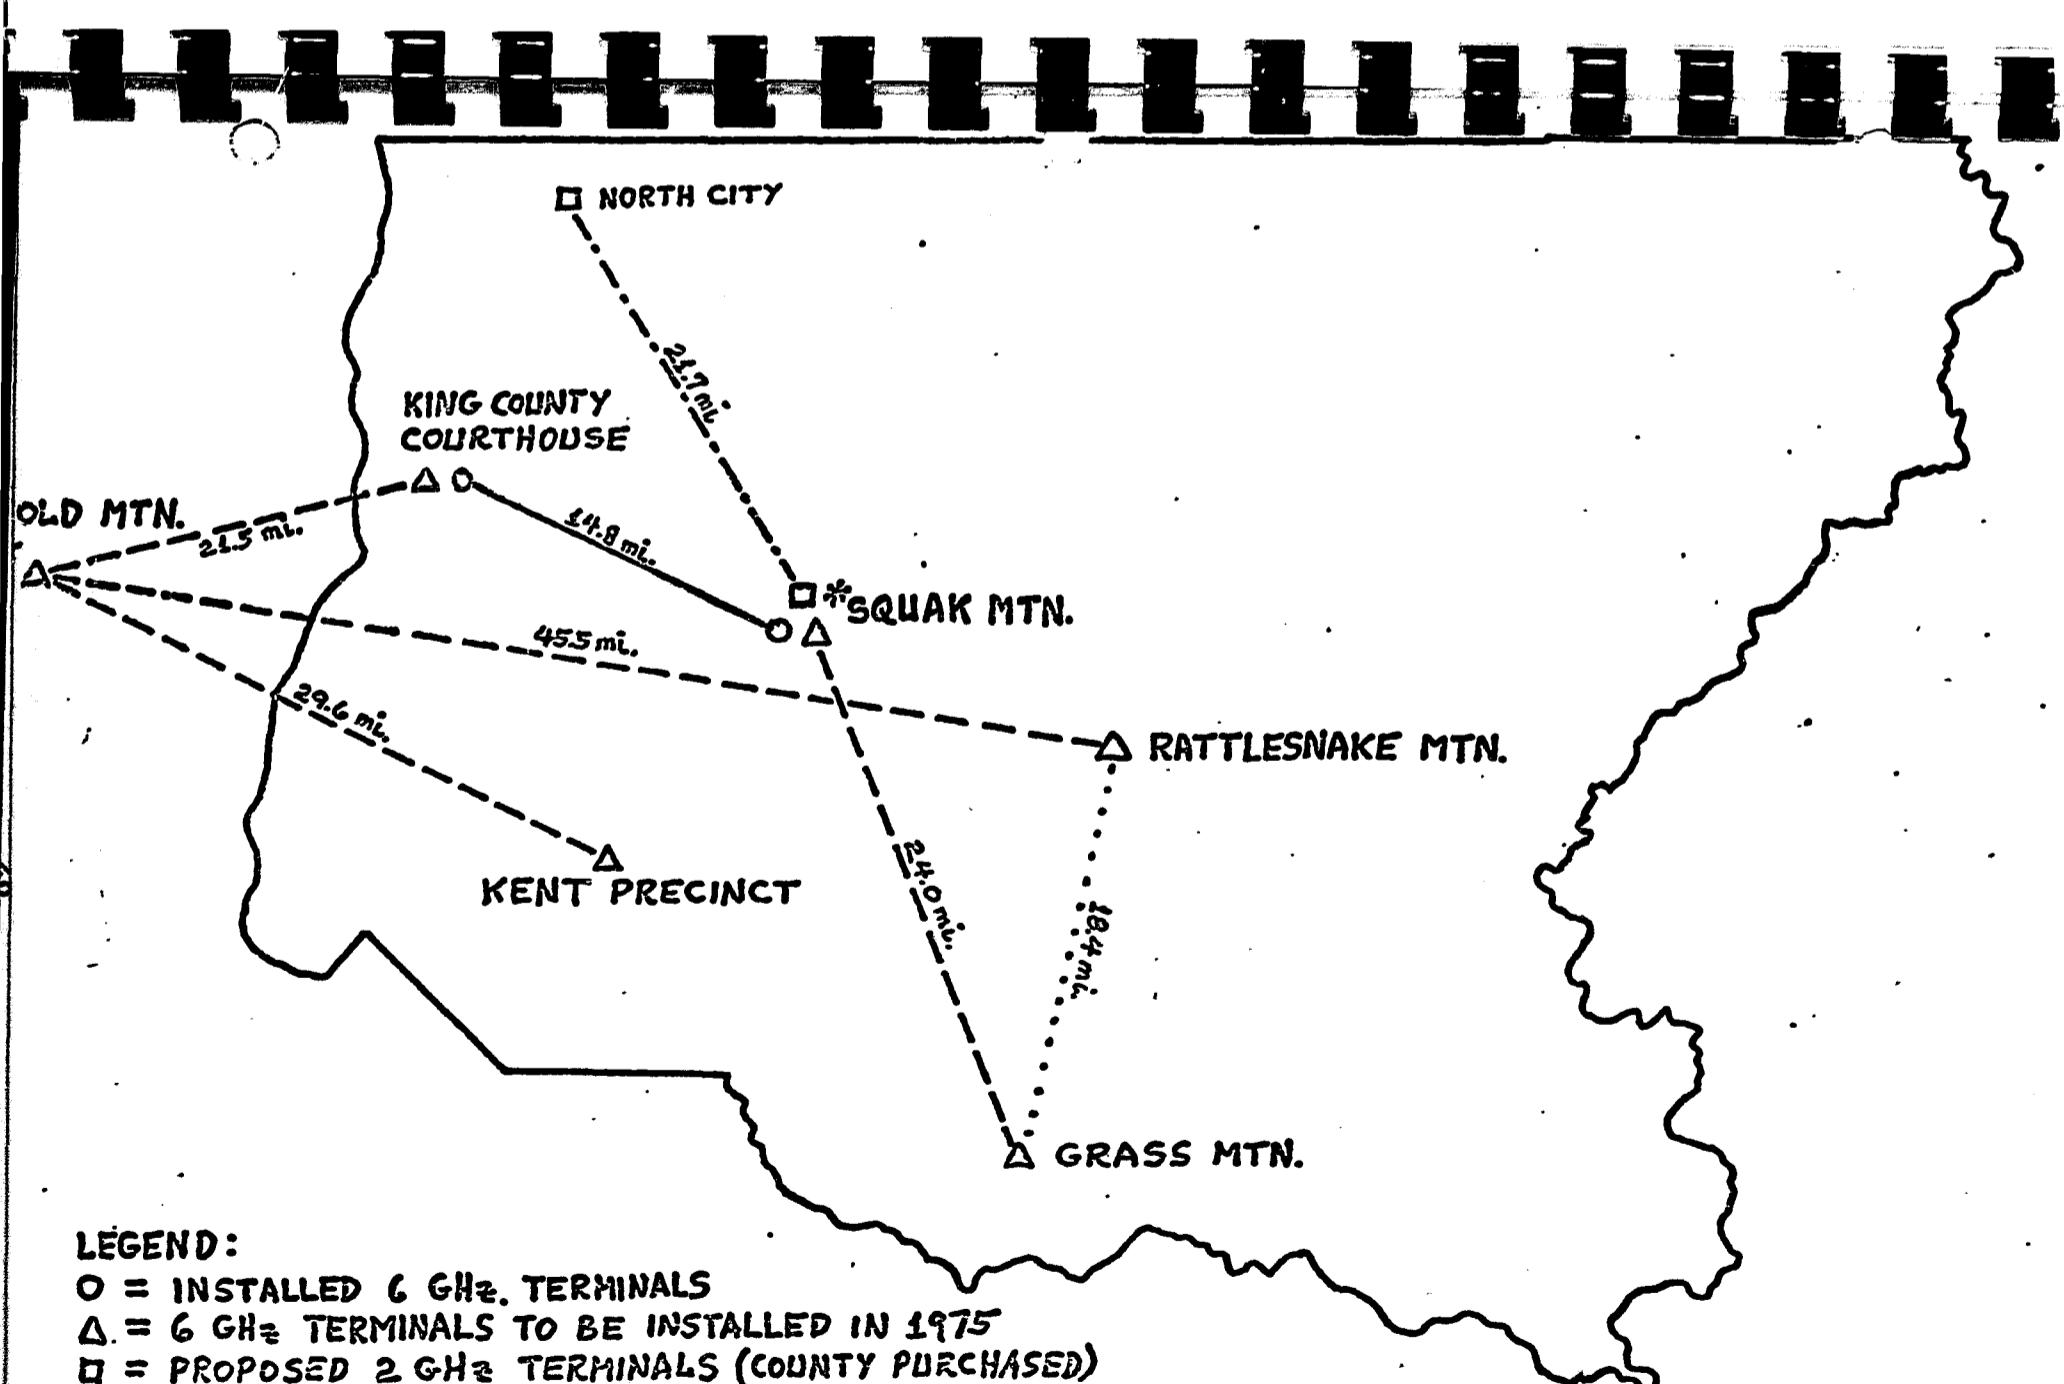 NORTH CITY
21.7 mi.
KING COUNTY
COURTHOUSE
OLD MTN.
21.5 mi.
14.8 mi.
*SQUAK MTN.
45.5 mi.
29.6 mi.
RATTLESNAKE MTN.
KENT PRECINCT
24.0 mi.
18.4 mi.
GRASS MTN.
LEGEND:
O = INSTALLED 6 GHz. TERMINALS
△ = 6 GHz TERMINALS TO BE INSTALLED IN 1975
□ = PROPOSED 2 GHz TERMINALS (COUNTY PURCHASED)